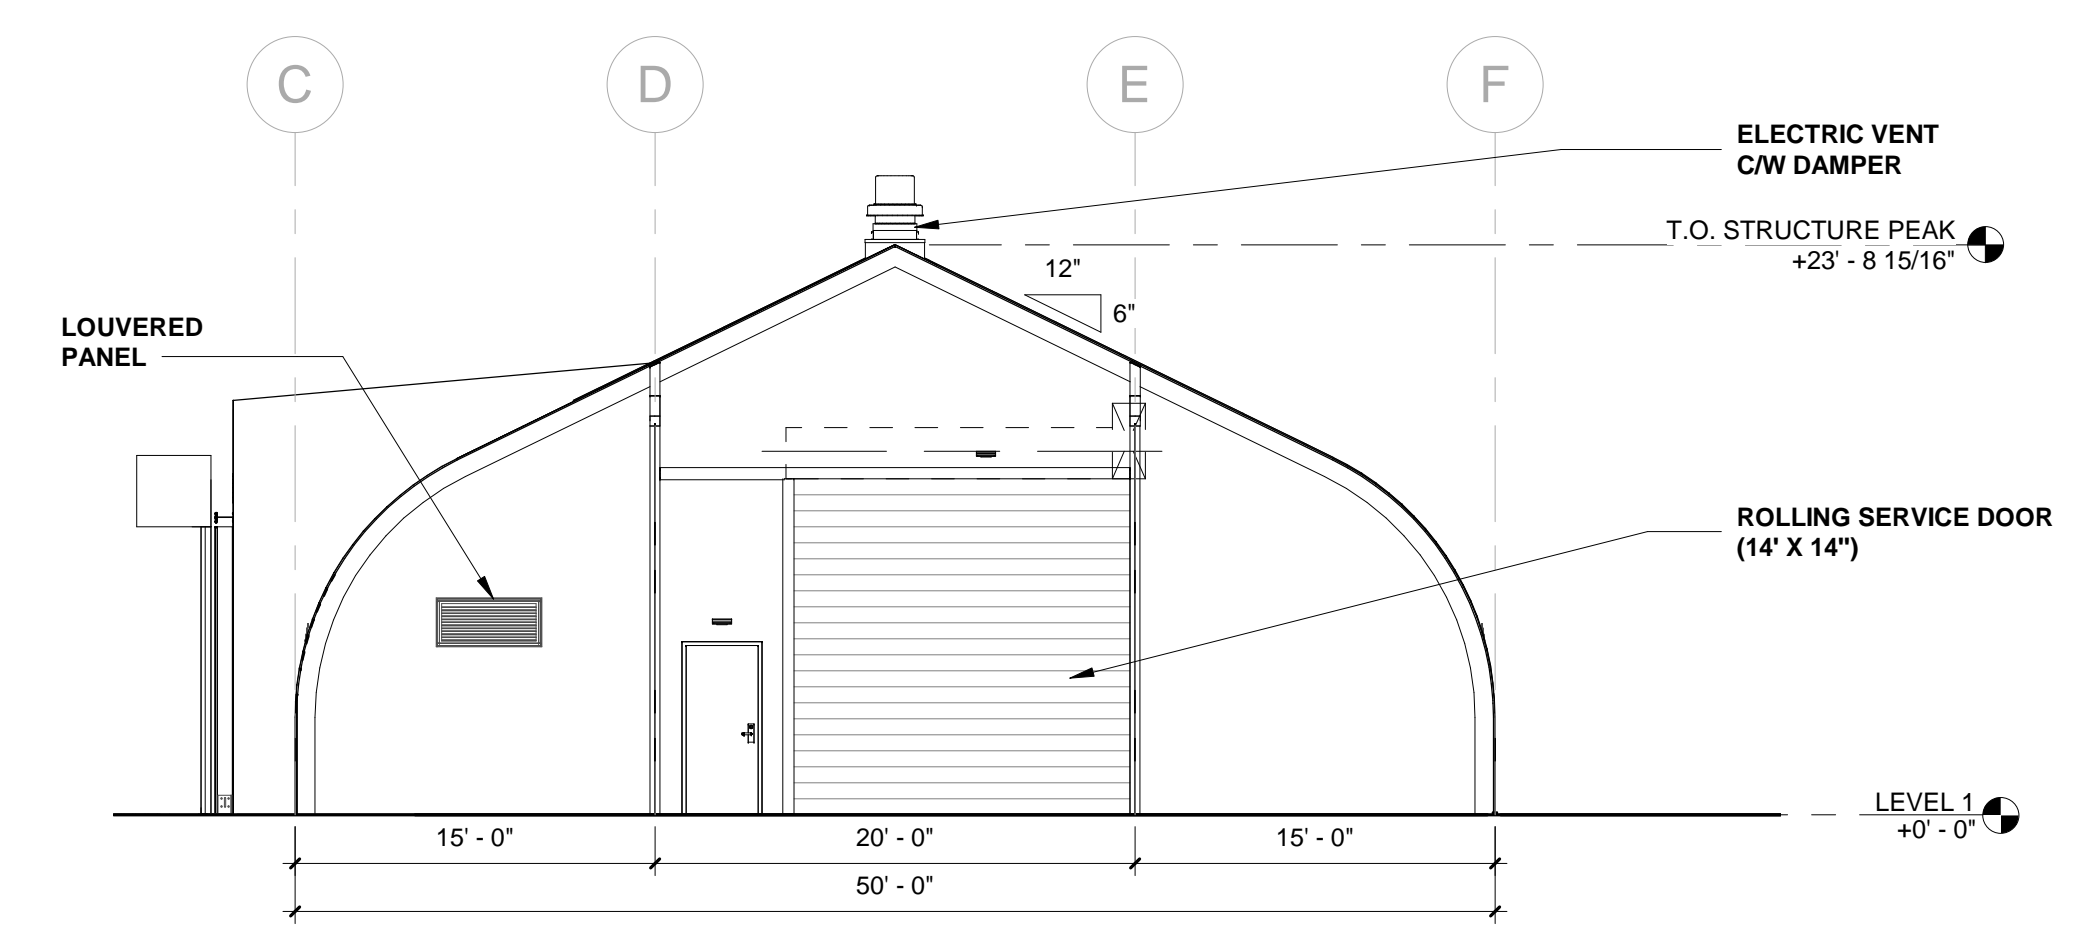 C
D
E
F
ELECTRIC VENT
C/W DAMPER
T.O. STRUCTURE PEAK
+23' - 8 15/16"
12"
6"
LOUVERED
PANEL
ROLLING SERVICE DOOR
(14' X 14")
LEVEL 1
+0' - 0"
15' - 0"
20' - 0"
15' - 0"
50' - 0"